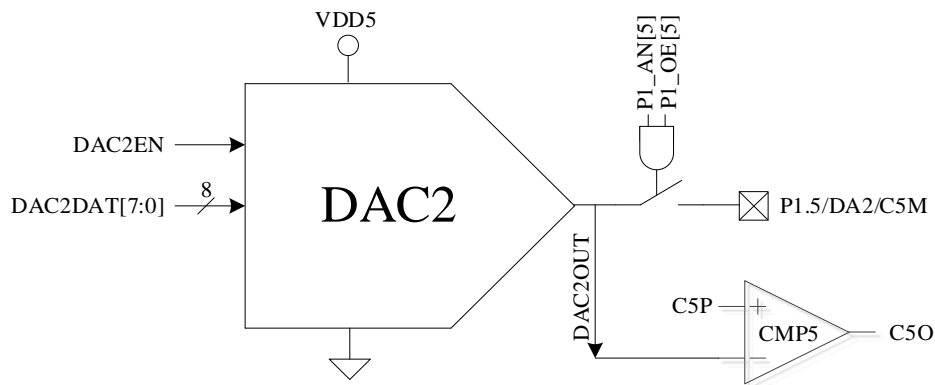 VDD5
P1_AN[5]
P1_OE[5]
DAC2EN
8
DAC2DAT[7:0]
DAC2
P1.5/DA2/C5M
DAC2OUT
C5P
+
CMP5
C5O